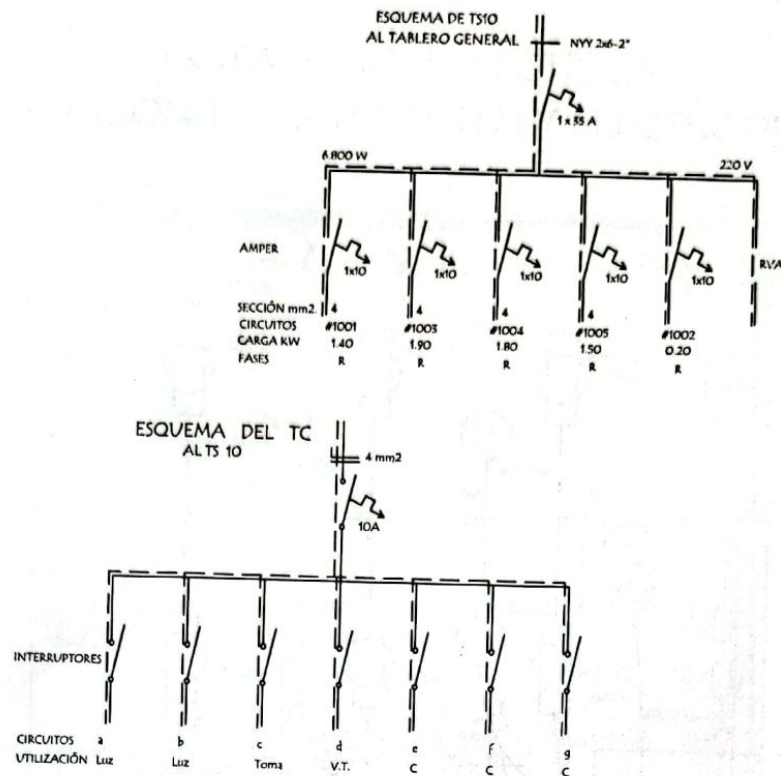 ESQUEMA DE TS10
AL TABLERO GENERAL
NYY 2x6-2"
1 x 35 A
6.800 W
220 V
AMPER
1x10
1x10
1x10
1x10
1x10
RVA
SECCIÓN mm2. 4 4 4 4
CIRCUITOS #1001 #1003 #1004 #1005 #1002
CARGA KW 1.40 1.90 1.80 1.50 0.20
FASES R R R R R
ESQUEMA DEL TC
AL TS 10
4 mm2
10A
INTERRUPTORES
CIRCUITOS a b c d e f g
UTILIZACIÓN Luz Luz Toma V.T. C C C